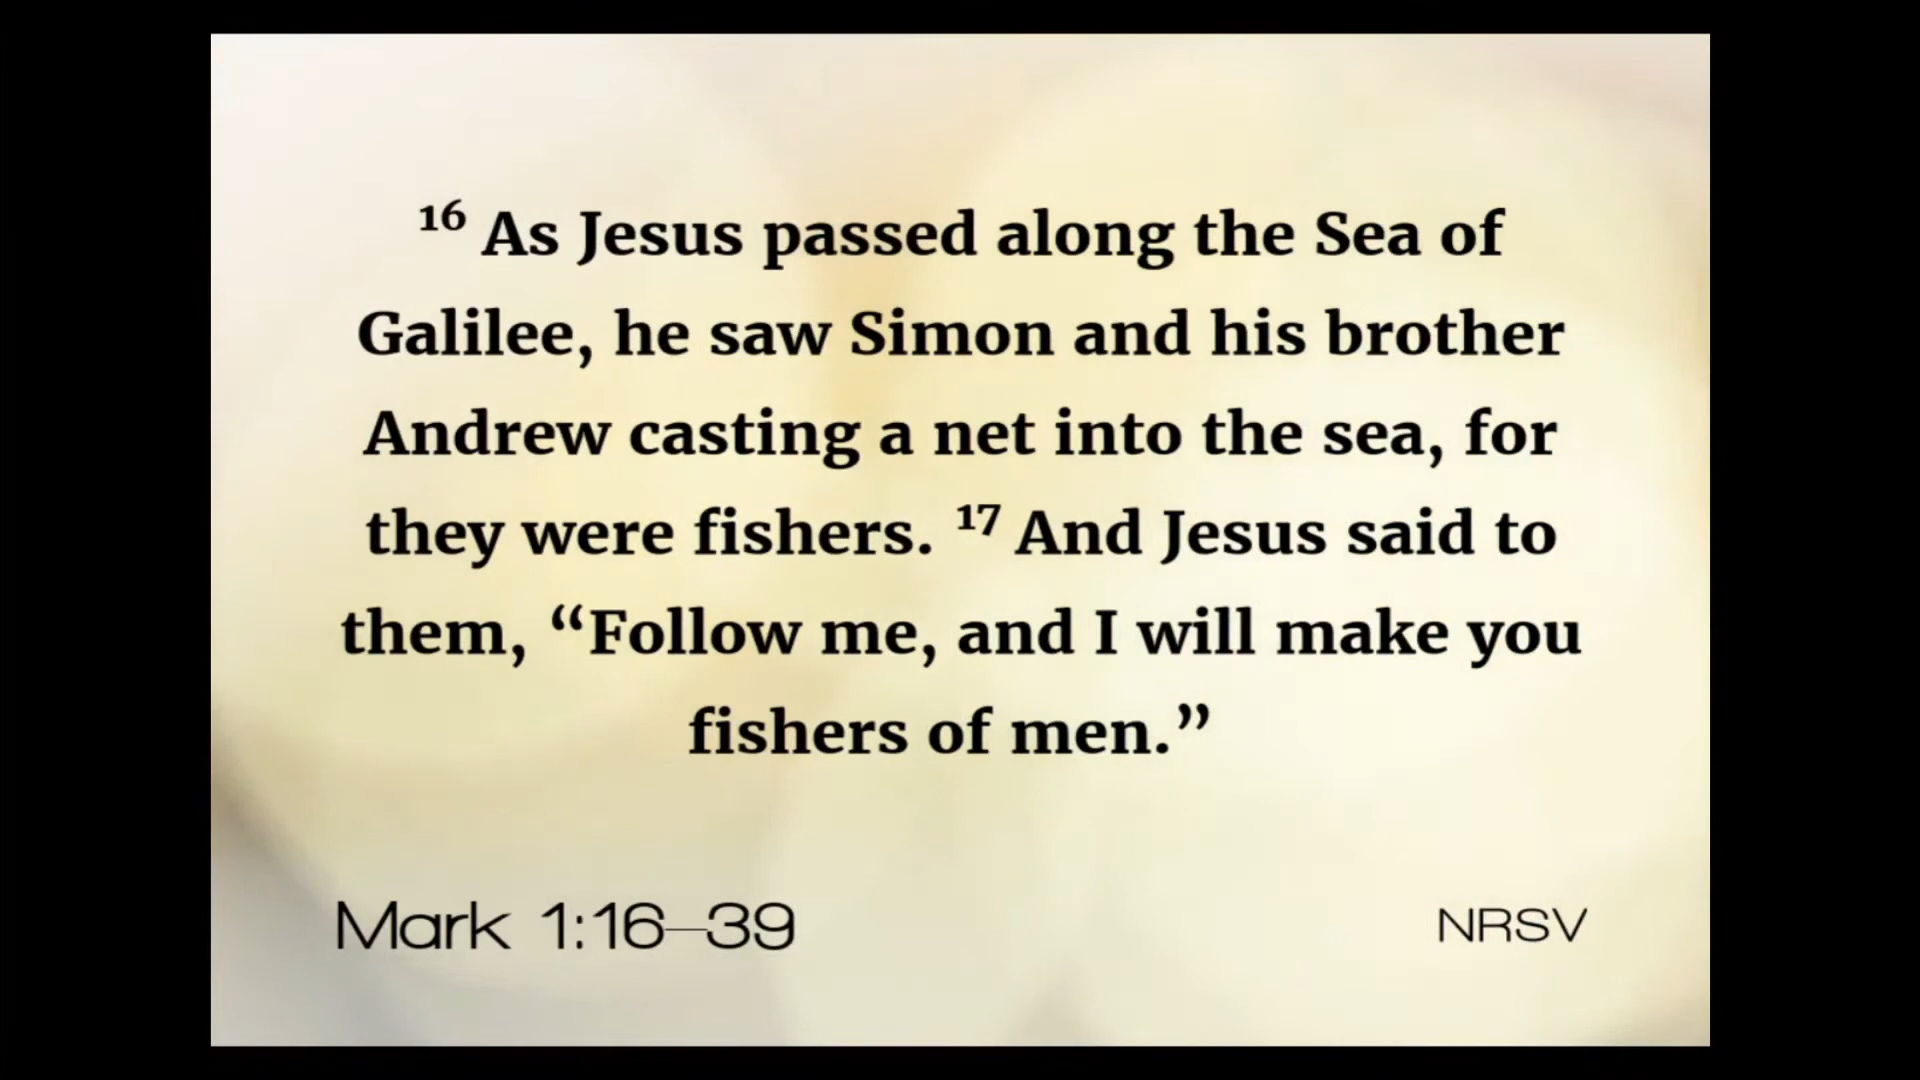 ¹⁶ As Jesus passed along the Sea of
Galilee, he saw Simon and his brother
Andrew casting a net into the sea, for
they were fishers. ¹⁷ And Jesus said to
them, “Follow me, and I will make you
fishers of men.”
Mark 1:16–39
NRSV